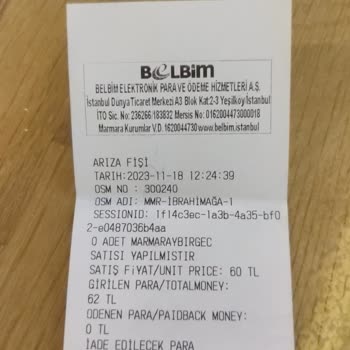 BELBiM
BELBİM ELEKTRONİK PARA VE ÖDEME HİZMETLERİ A.Ş.
İstanbul Dünya Ticaret Merkezi A3 Blok Kat:2-3 Yeşilköy/İstanbul
İTO Sic. No: 236266/183832 Mersis No: 0162004473000018
Marmara Kurumlar V.D. 1620044730 www.belbim.istanbul
ARIZA FİŞİ
TARİH:2023-11-18 12:24:39
OSM NO : 300240
OSM ADI: MMR-İBRAHİMAĞA-1
SESSIONID: 1f14c3ec-1a3b-4a35-bf0
2-e0487036b4aa
0 ADET MARMARAYBIRGEC
SATISI YAPILMISTIR
SATIŞ FİYAT/UNIT PRICE: 60 TL
GİRİLEN PARA/TOTALMONEY:
62 TL
ODENEN PARA/PAIDBACK MONEY:
0 TL
İADE EDİLECEK PARA